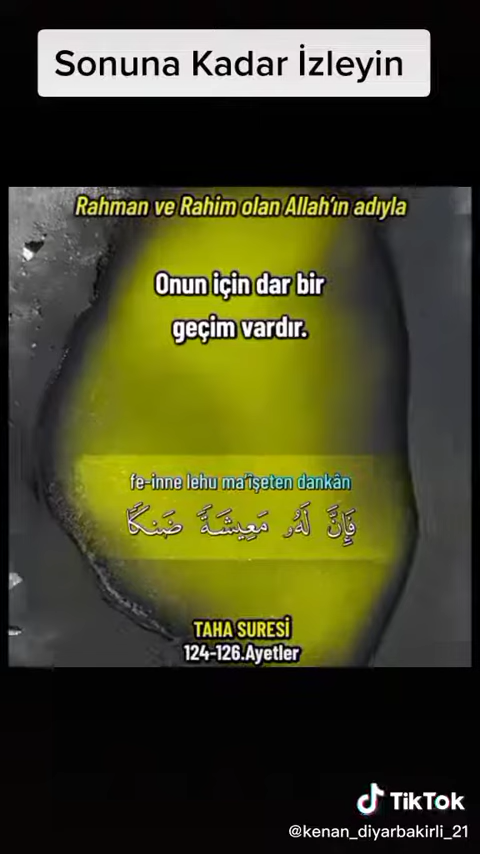 Sonuna Kadar İzleyin
Rahman ve Rahim olan Allah'ın adıyla
Onun için dar bir
geçim vardır.
fe-inne lehu ma'îşeten dankân
فَإِنَّ لَهُۥ مَعِيشَةً ضَنكًا
TAHA SURESİ
124-126.Ayetler
TikTok
@kenan_diyarbakirli_21